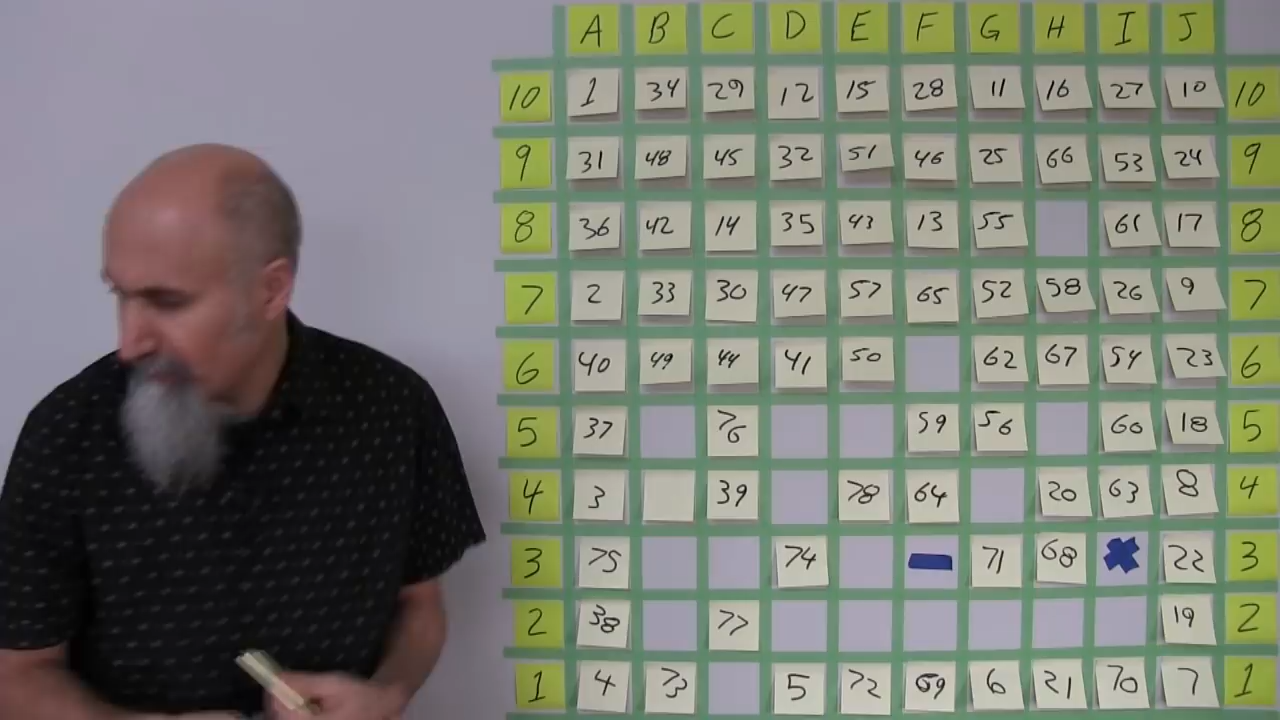 A B C D E F G H I J
10 1 34 29 12 15 28 11 16 27 10 10
9 31 48 45 32 51 46 25 66 53 24 9
8 36 42 14 35 43 13 55 61 17 8
7 2 33 30 47 57 65 52 58 26 9 7
6 40 49 44 41 50 62 67 54 23 6
5 37 76 59 56 60 18 5
4 3 39 78 64 20 63 8 4
3 75 74 71 68 22 3
2 38 77 19 2
1 4 73 5 72 69 6 21 70 7 1